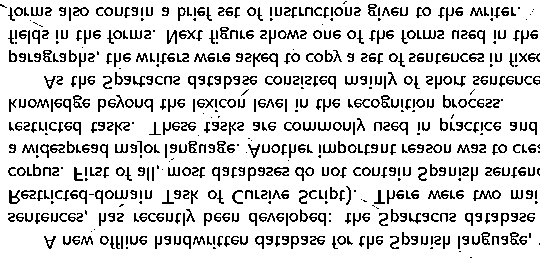 A new offline handwritten database for the Spanish language,
sentences, has recently been developed: the Spartacus database
Restricted-domain Task of Cursive Script). There were two mai
corpus. First of all, most databases do not contain Spanish sentenc
a widespread major language. Another important reason was to crea
restricted tasks. These tasks are commonly used in practice and
knowledge beyond the lexicon level in the recognition process.
As the Spartacus database consisted mainly of short sentence
paragraphs, the writers were asked to copy a set of sentences in fixed
fields in the forms. Next figure shows one of the forms used in the
forms also contain a brief set of instructions given to the writer.